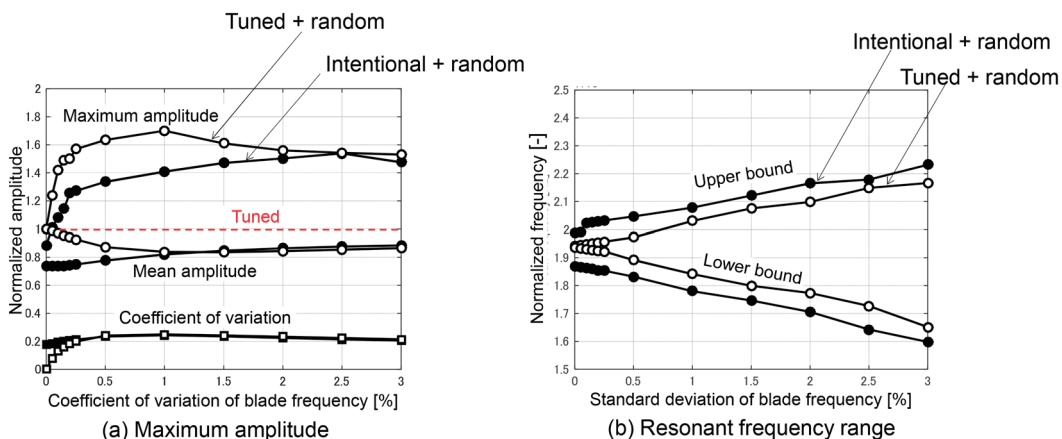 Tuned + random
Intentional + random
2
1.8
1.6
1.4
1.2
1
0.8
0.6
0.4
0.2
0
Normalized amplitude
Maximum amplitude
Tuned
Mean amplitude
Coefficient of variation
0 0.5 1 1.5 2 2.5 3
Coefficient of variation of blade frequency [%]
(a) Maximum amplitude
Intentional + random
Tuned + random
2.5
2.4
2.3
2.2
2.1
2
1.9
1.8
1.7
1.6
1.5
Normalized frequency [-]
Upper bound
Lower bound
0 0.5 1 1.5 2 2.5 3
Standard deviation of blade frequency [%]
(b) Resonant frequency range